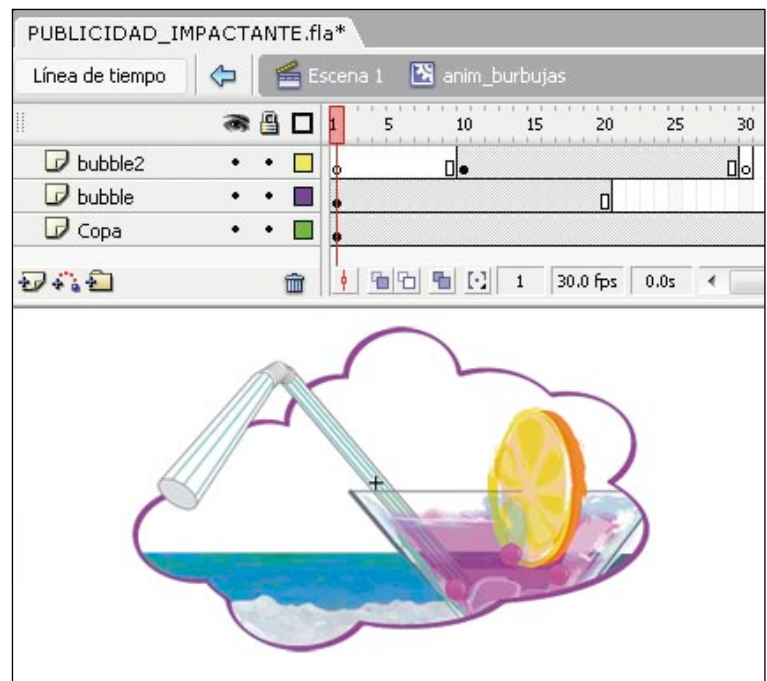 PUBLICIDAD_IMPACTANTE.fla*
Línea de tiempo Escena 1 anim_burbujas
1 5 10 15 20 25 30
bubble2
bubble
Copa
1 30.0 fps 0.0s